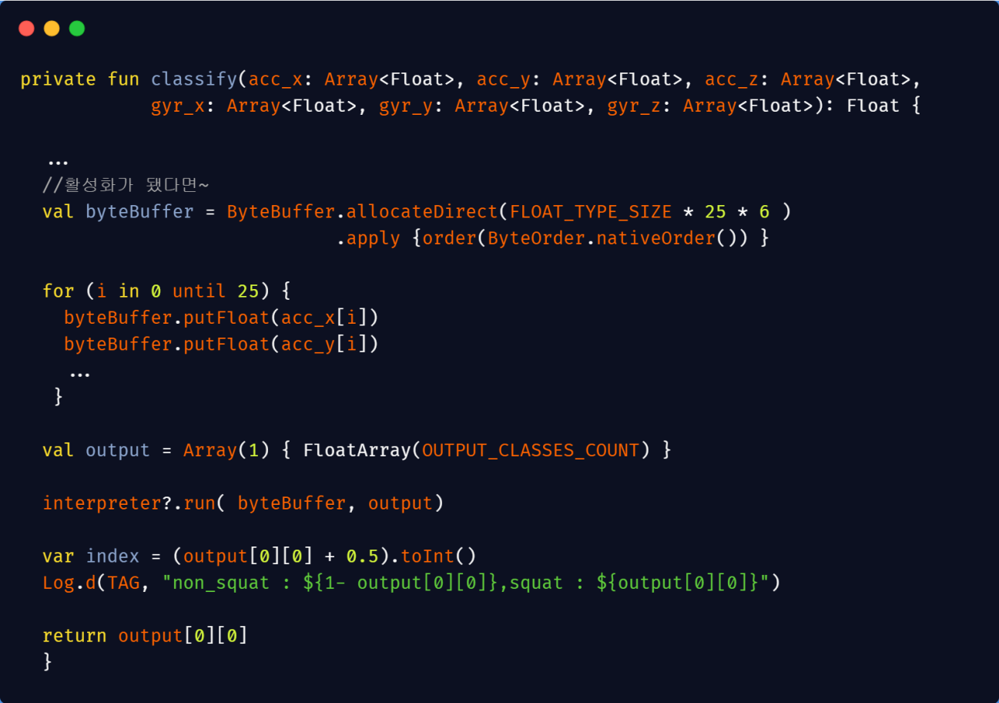 private fun classify(acc_x: Array<Float>, acc_y: Array<Float>, acc_z: Array<Float>,
gyr_x: Array<Float>, gyr_y: Array<Float>, gyr_z: Array<Float>): Float {
...
//활성화가 됐다면~
val byteBuffer = ByteBuffer.allocateDirect(FLOAT_TYPE_SIZE * 25 * 6 )
.apply {order(ByteOrder.nativeOrder()) }
for (i in 0 until 25) {
byteBuffer.putFloat(acc_x[i])
byteBuffer.putFloat(acc_y[i])
...
}
val output = Array(1) { FloatArray(OUTPUT_CLASSES_COUNT) }
interpreter?.run( byteBuffer, output)
var index = (output[0][0] + 0.5).toInt()
Log.d(TAG, "non_squat : ${1- output[0][0]},squat : ${output[0][0]}")
return output[0][0]
}